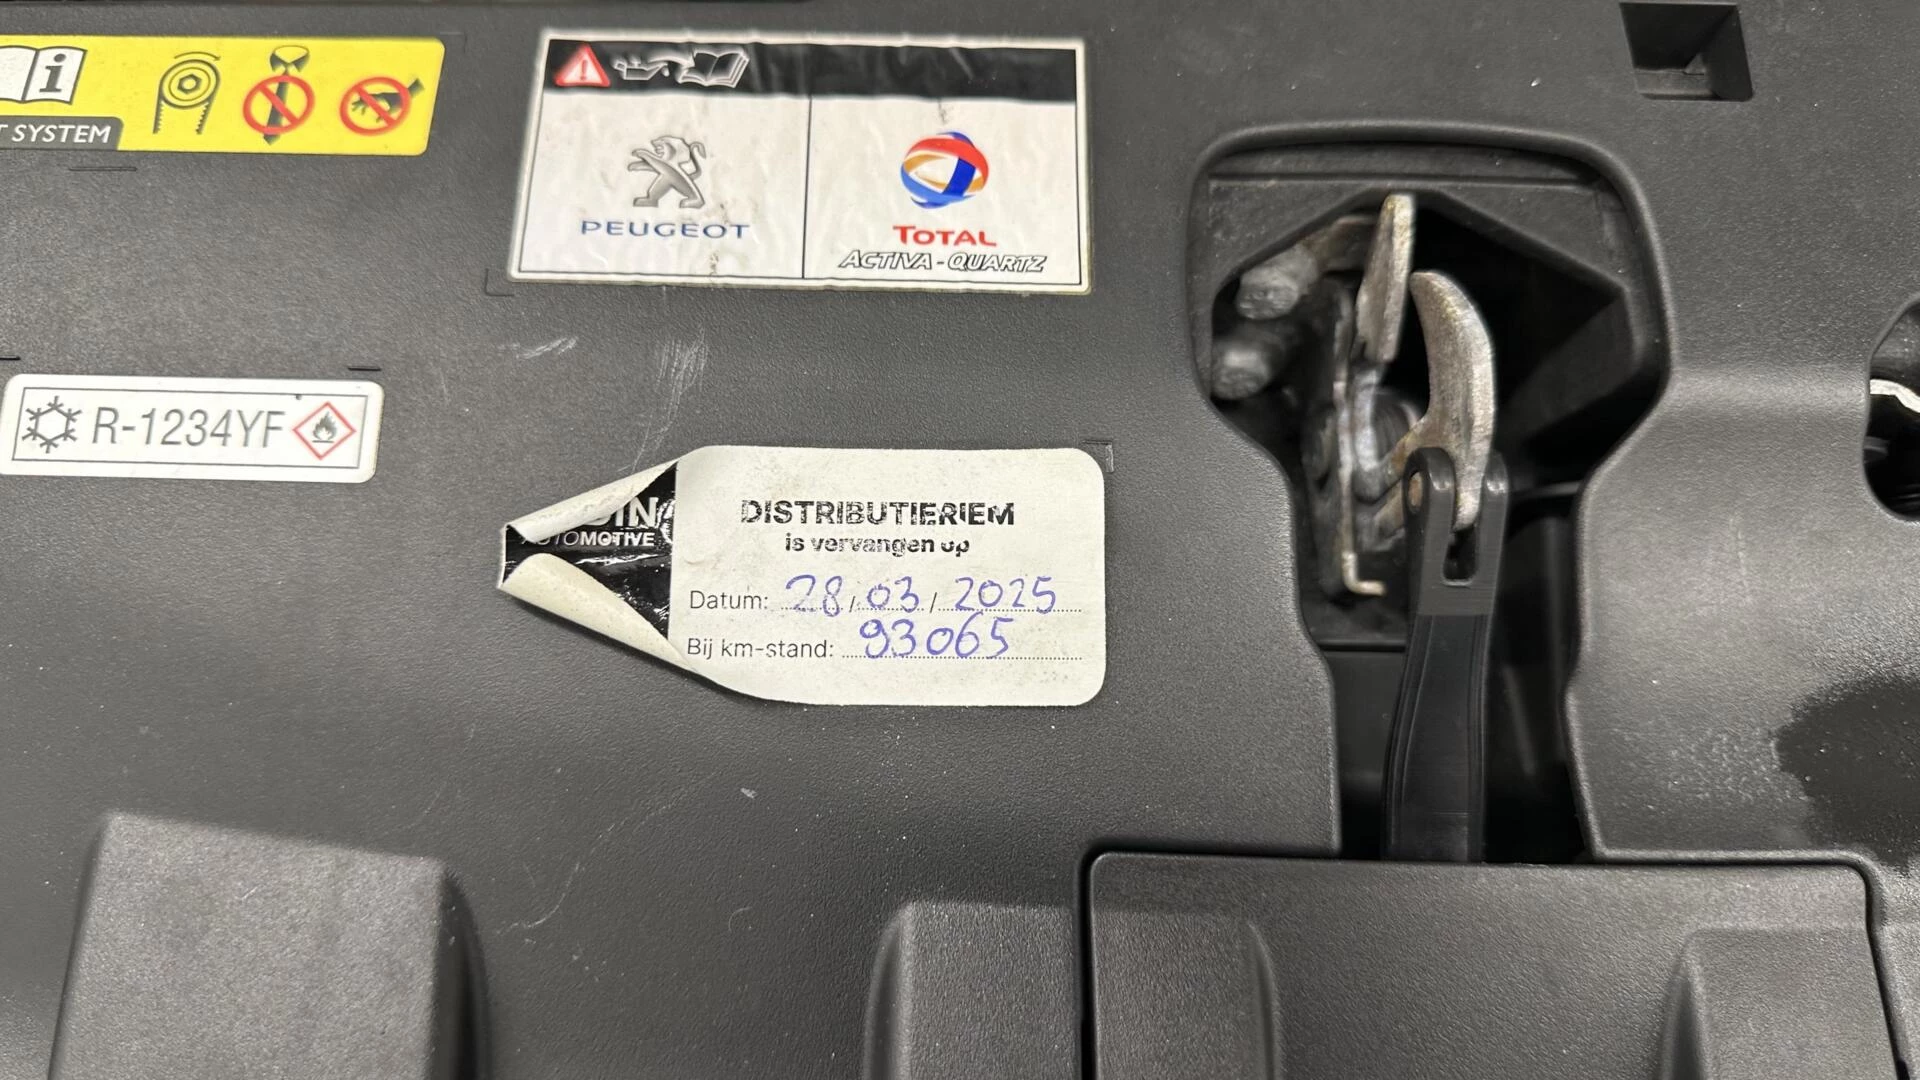 SYSTEM
PEUGEOT
TOTAL
ACTIVA-QUARTZ
R-1234YF
AUTOMOTIVE
DISTRIBUTIERIEM
is vervangen op
Datum: 28/03/2025
Bij km-stand: 93065